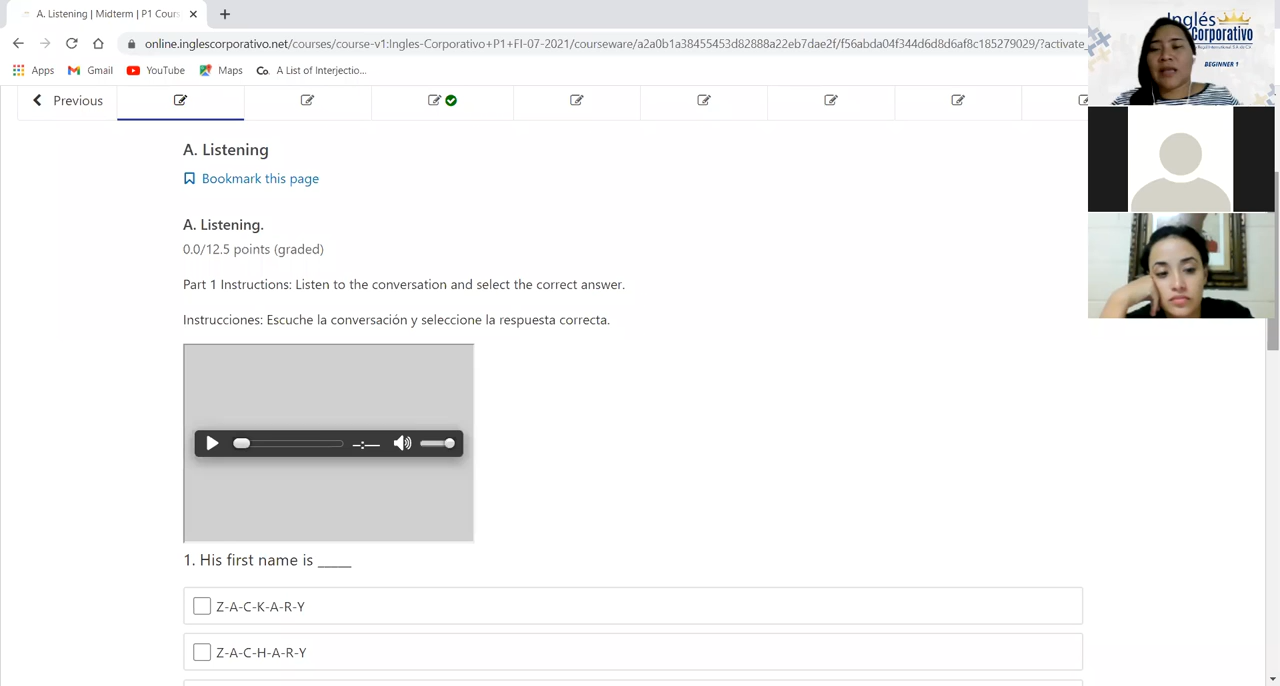 A. Listening | Midterm | P1 Cours
online.inglescorporativo.net/courses/course-v1:Ingles-Corporativo+P1+FI-07-2021/courseware/a2a0b1a38455453d82888a22eb7dae2f/f56abda04f344d6d8d6af8c185279029/?activate_
Apps Gmail YouTube Maps Co. A List of Interjectio...
Inglés
Corporativo
BEGINNER 1
Previous
A. Listening
Bookmark this page
A. Listening.
0.0/12.5 points (graded)
Part 1 Instructions: Listen to the conversation and select the correct answer.
Instrucciones: Escuche la conversación y seleccione la respuesta correcta.
--:--
1. His first name is _____
Z-A-C-K-A-R-Y
Z-A-C-H-A-R-Y